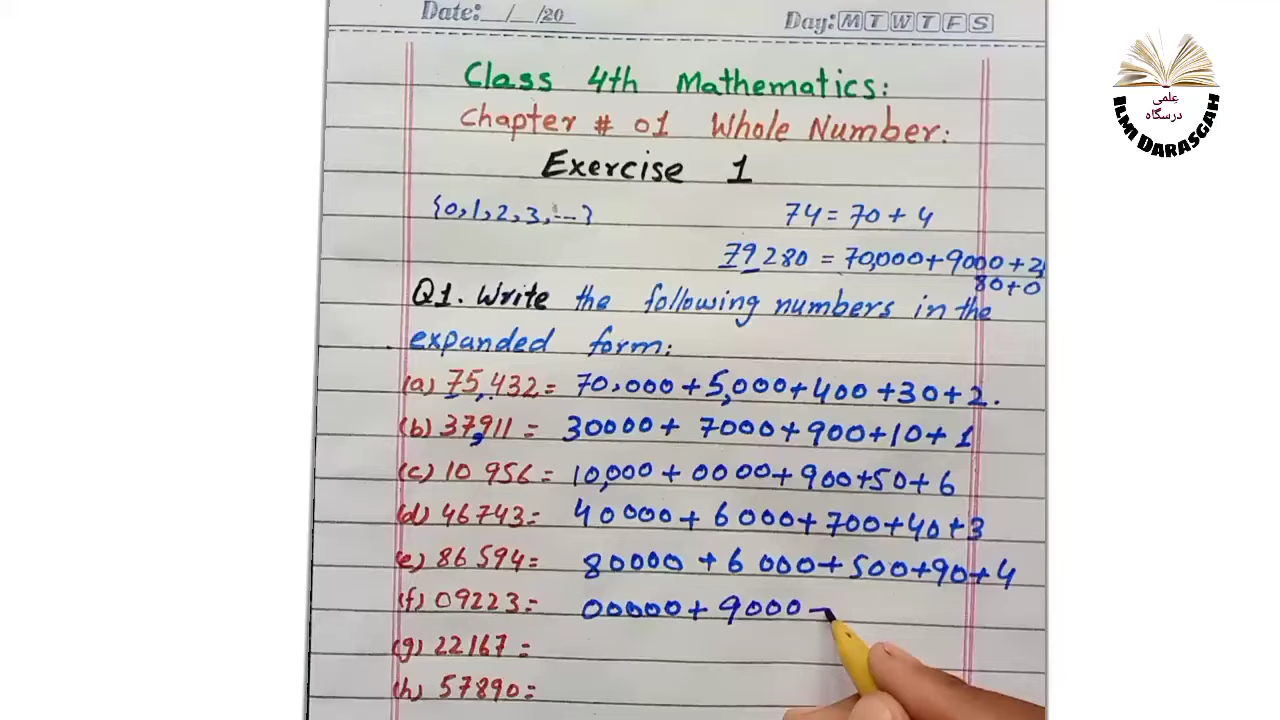 Date: __/__/20__ Day: M T W T F S
علمی
درسگاہ
ILMI DARASGAH
Class 4th Mathematics:
Chapter # 01 Whole Number:
Exercise 1
{0,1,2,3,---} 74 = 70 + 4
79280 = 70,000+9000+2
80+0
Q1. Write the following numbers in the
expanded form:
(a) 75,432 = 70,000+5,000+400+30+2.
(b) 37,911 = 30000+ 7000+900+10+1
(c) 10 956 = 10,000+0000+900+50+6
(d) 46743 = 40000+6000+700+40+3
(e) 86594 = 80000+6000+500+90+4
(f) 09223 = 00000+9000-
(g) 22167 =
(h) 57890 =